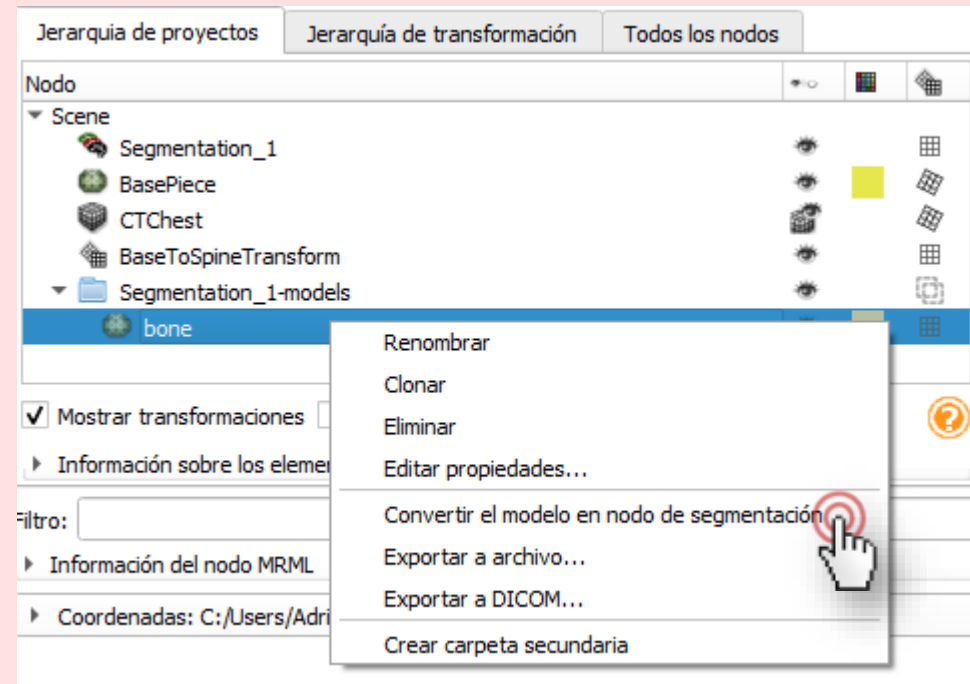 Jerarquia de proyectos Jerarquía de transformación Todos los nodos
Nodo
Scene
Segmentation_1
BasePiece
CTChest
BaseToSpineTransform
Segmentation_1-models
bone
Renombrar
Clonar
Eliminar
Editar propiedades...
Convertir el modelo en nodo de segmentación
Exportar a archivo...
Exportar a DICOM...
Crear carpeta secundaria
Mostrar transformaciones
Información sobre los eleme
Filtro:
Información del nodo MRML
Coordenadas: C:/Users/Adri